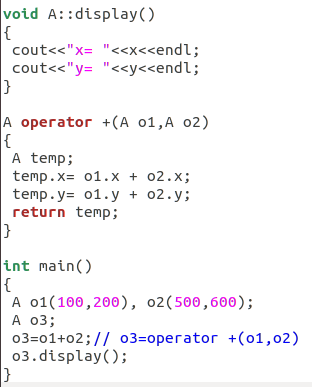 void A::display()
{
 cout<<"x= "<<x<<endl;
 cout<<"y= "<<y<<endl;
}

A operator +(A o1,A o2)
{
 A temp;
 temp.x= o1.x + o2.x;
 temp.y= o1.y + o2.y;
 return temp;
}

int main()
{
 A o1(100,200), o2(500,600);
 A o3;
 o3=o1+o2;// o3=operator +(o1,o2)
 o3.display();
}